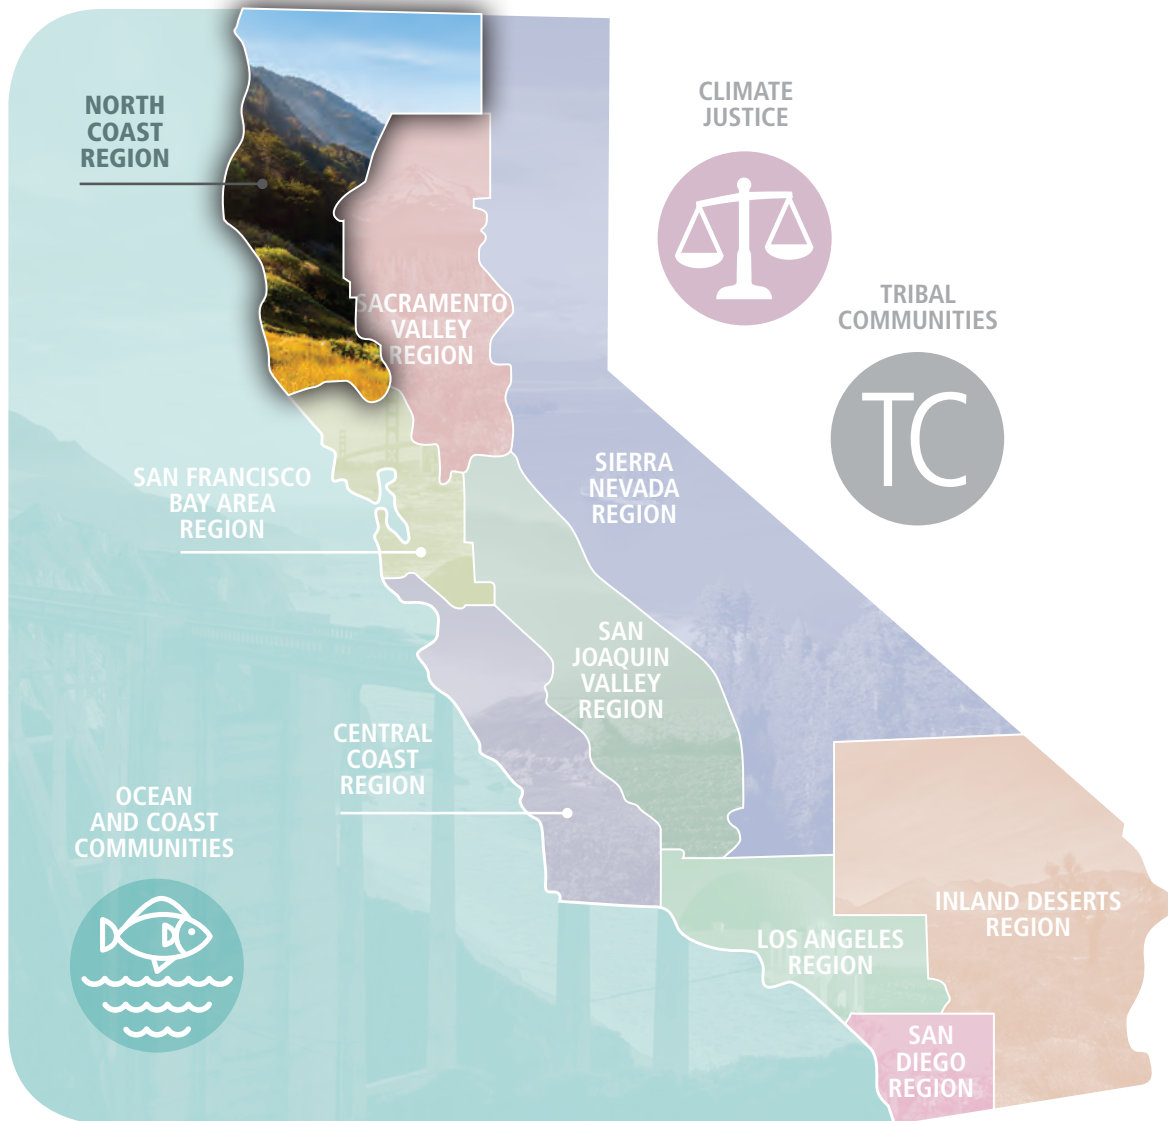 NORTH
COAST
REGION
CLIMATE
JUSTICE
TRIBAL
COMMUNITIES
TC
SACRAMENTO
VALLEY
REGION
SAN FRANCISCO
BAY AREA
REGION
SIERRA
NEVADA
REGION
SAN
JOAQUIN
VALLEY
REGION
CENTRAL
COAST
REGION
OCEAN
AND COAST
COMMUNITIES
INLAND DESERTS
REGION
LOS ANGELES
REGION
SAN
DIEGO
REGION